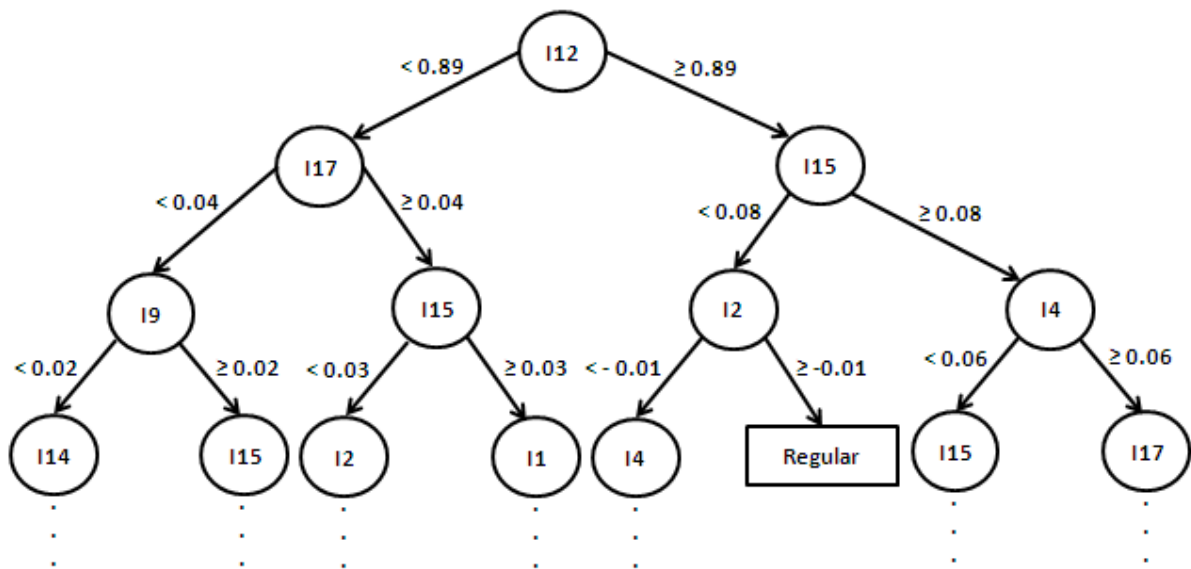 I12
< 0.89
≥ 0.89
I17
I15
< 0.04
≥ 0.04
< 0.08
≥ 0.08
I9
I15
I2
I4
< 0.02
≥ 0.02
< 0.03
≥ 0.03
< - 0.01
≥ -0.01
< 0.06
≥ 0.06
I14
I15
I2
I1
I4
Regular
I15
I17